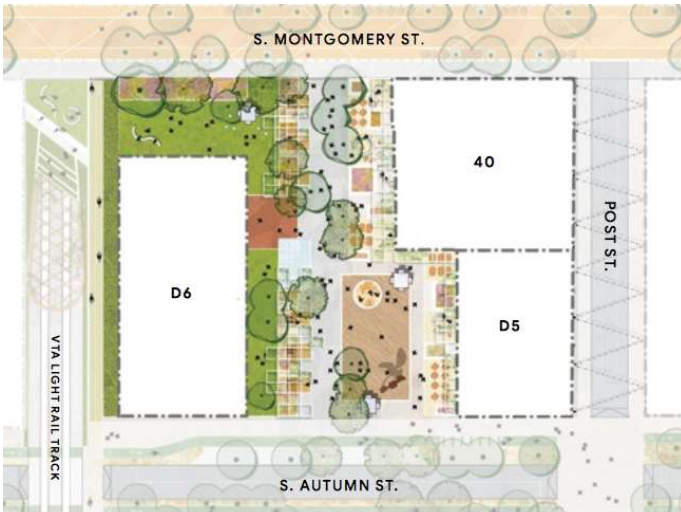 S. MONTGOMERY ST.
40
POST ST.
D6
D5
VTA LIGHT RAIL TRACK
S. AUTUMN ST.